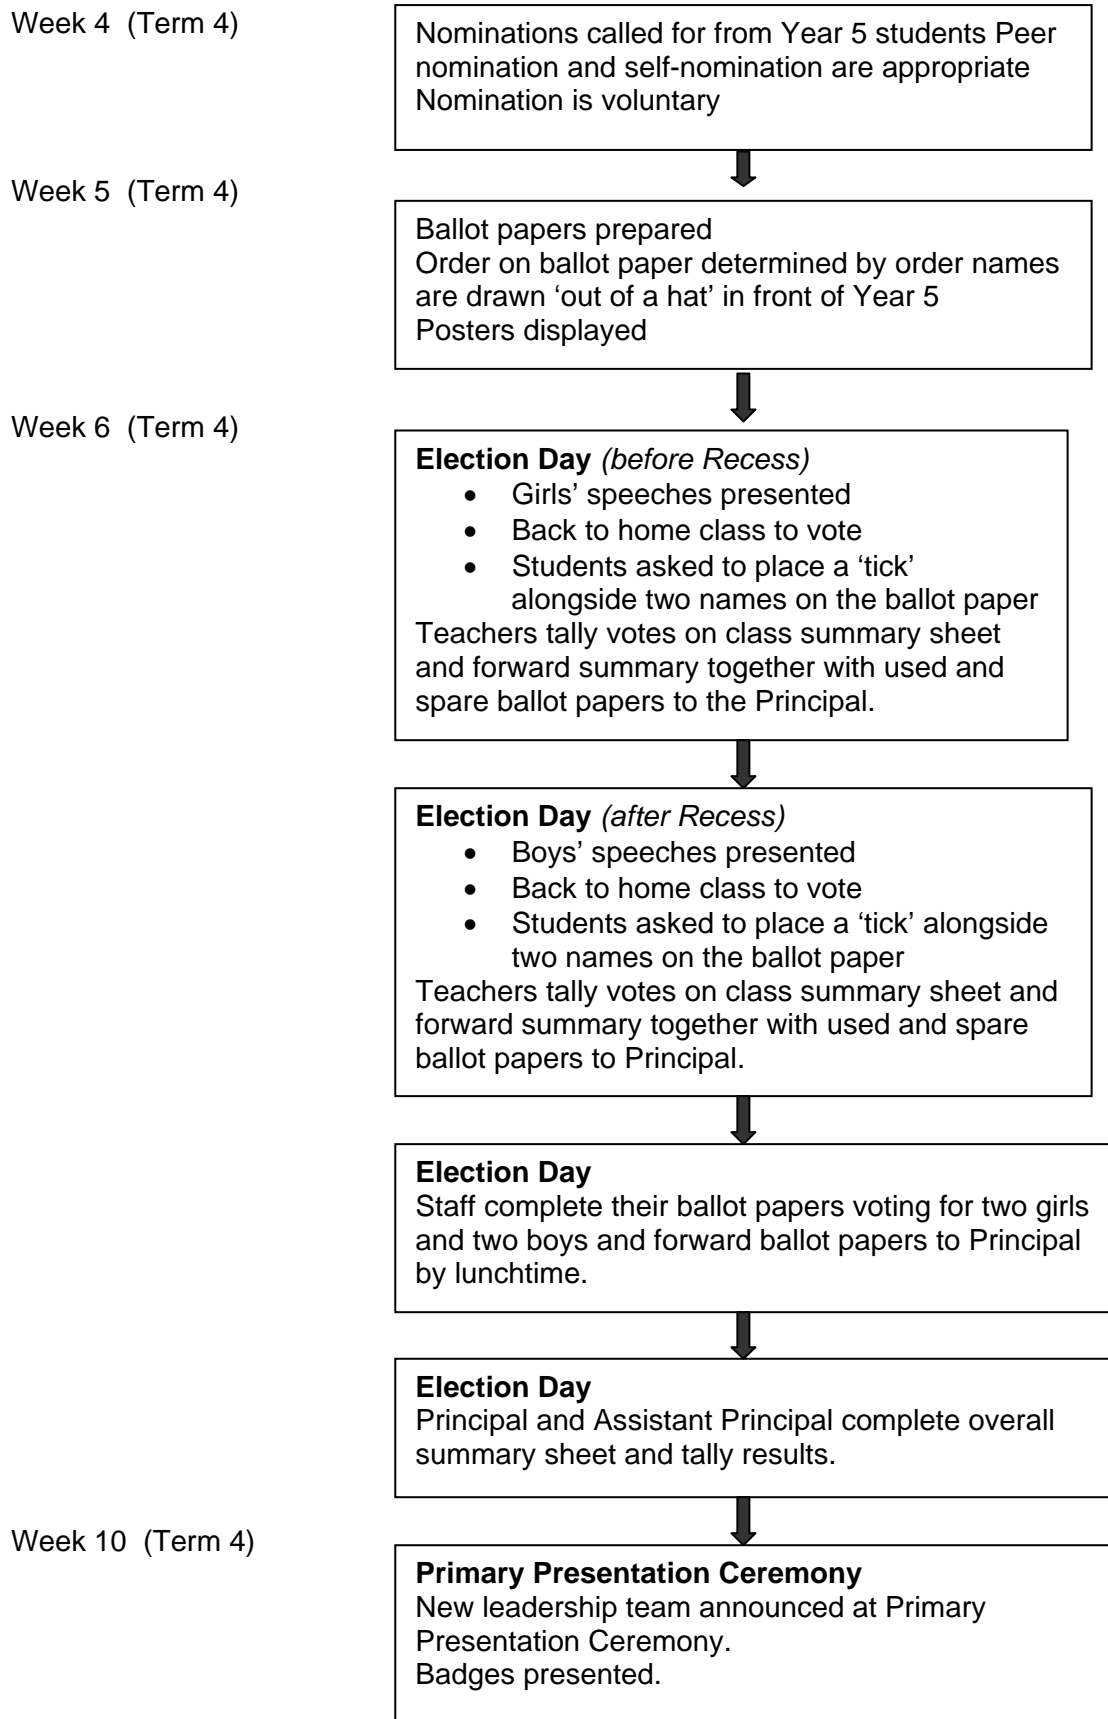 Week 4  (Term 4)
Nominations called for from Year 5 students Peer
nomination and self-nomination are appropriate
Nomination is voluntary
Week 5  (Term 4)
Ballot papers prepared
Order on ballot paper determined by order names
are drawn ‘out of a hat’ in front of Year 5
Posters displayed
Week 6  (Term 4)
Election Day (before Recess)
• Girls’ speeches presented
• Back to home class to vote
• Students asked to place a ‘tick’
alongside two names on the ballot paper
Teachers tally votes on class summary sheet
and forward summary together with used and
spare ballot papers to the Principal.
Election Day (after Recess)
• Boys’ speeches presented
• Back to home class to vote
• Students asked to place a ‘tick’ alongside
two names on the ballot paper
Teachers tally votes on class summary sheet and
forward summary together with used and spare
ballot papers to Principal.
Election Day
Staff complete their ballot papers voting for two girls
and two boys and forward ballot papers to Principal
by lunchtime.
Election Day
Principal and Assistant Principal complete overall
summary sheet and tally results.
Week 10  (Term 4)
Primary Presentation Ceremony
New leadership team announced at Primary
Presentation Ceremony.
Badges presented.